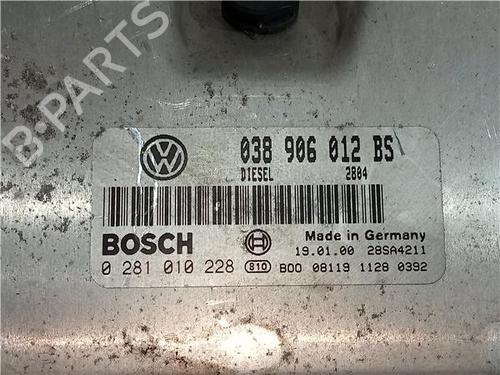 B-PARTS
038 906 012 BS
DIESEL 2804
BOSCH Made in Germany
19.01.00 28SA4211
0 281 010 228 S10 B00 08119 1128 0392